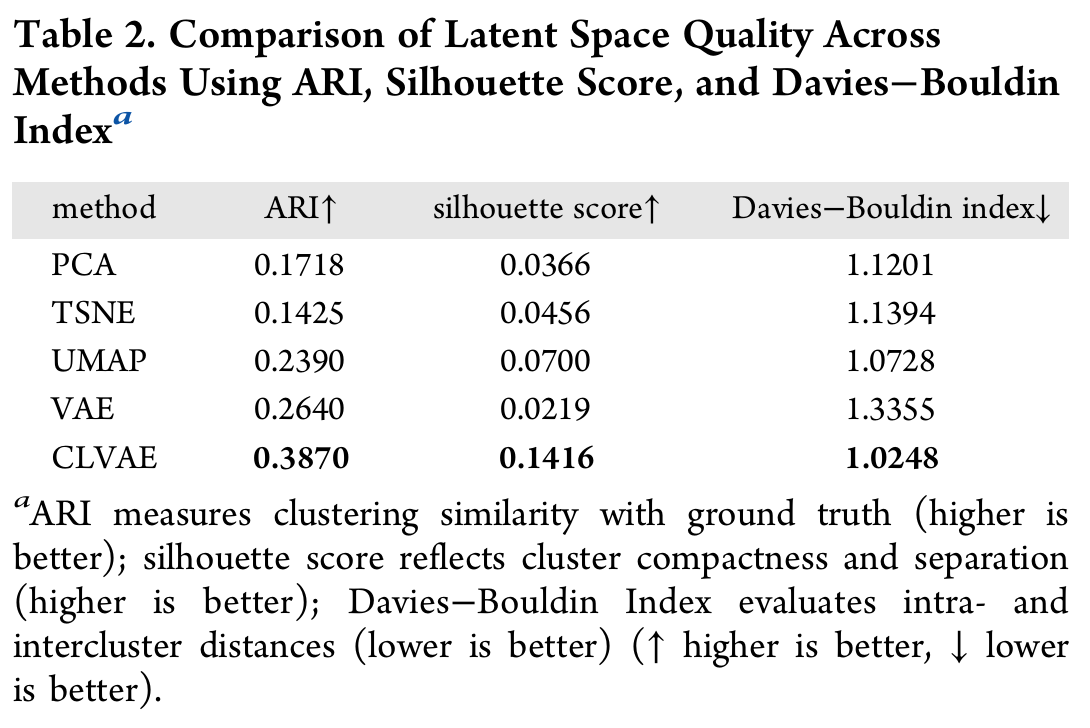 Table 2. Comparison of Latent Space Quality Across
Methods Using ARI, Silhouette Score, and Davies−Bouldin
Indexᵃ
method ARI↑ silhouette score↑ Davies−Bouldin index↓
PCA 0.1718 0.0366 1.1201
TSNE 0.1425 0.0456 1.1394
UMAP 0.2390 0.0700 1.0728
VAE 0.2640 0.0219 1.3355
CLVAE 0.3870 0.1416 1.0248
ᵃARI measures clustering similarity with ground truth (higher is
better); silhouette score reflects cluster compactness and separation
(higher is better); Davies−Bouldin Index evaluates intra- and
intercluster distances (lower is better) (↑ higher is better, ↓ lower
is better).